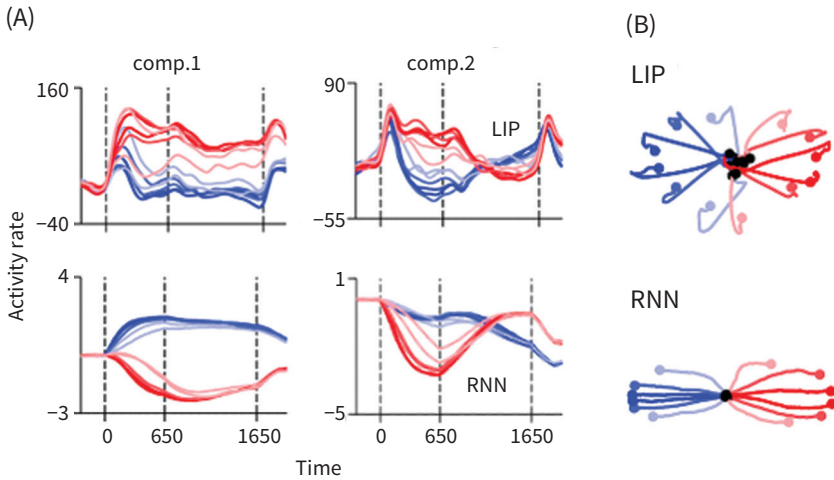 (A)
comp.1
comp.2
160
−40
90
−55
LIP
Activity rate
4
−3
1
−5
RNN
0 650 1650
0 650 1650
Time
(B)
LIP
RNN